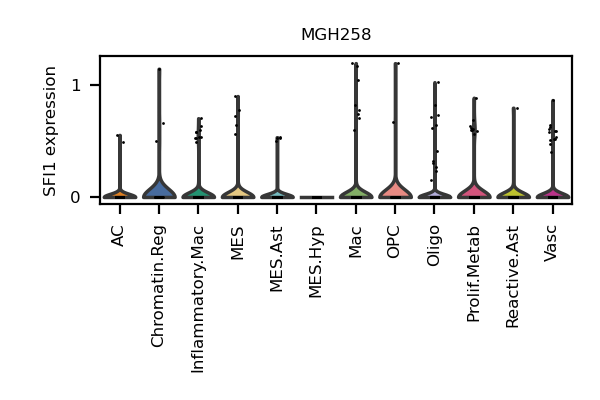 MGH258
SFI1 expression
1
0
AC
Chromatin.Reg
Inflammatory.Mac
MES
MES.Ast
MES.Hyp
Mac
OPC
Oligo
Prolif.Metab
Reactive.Ast
Vasc